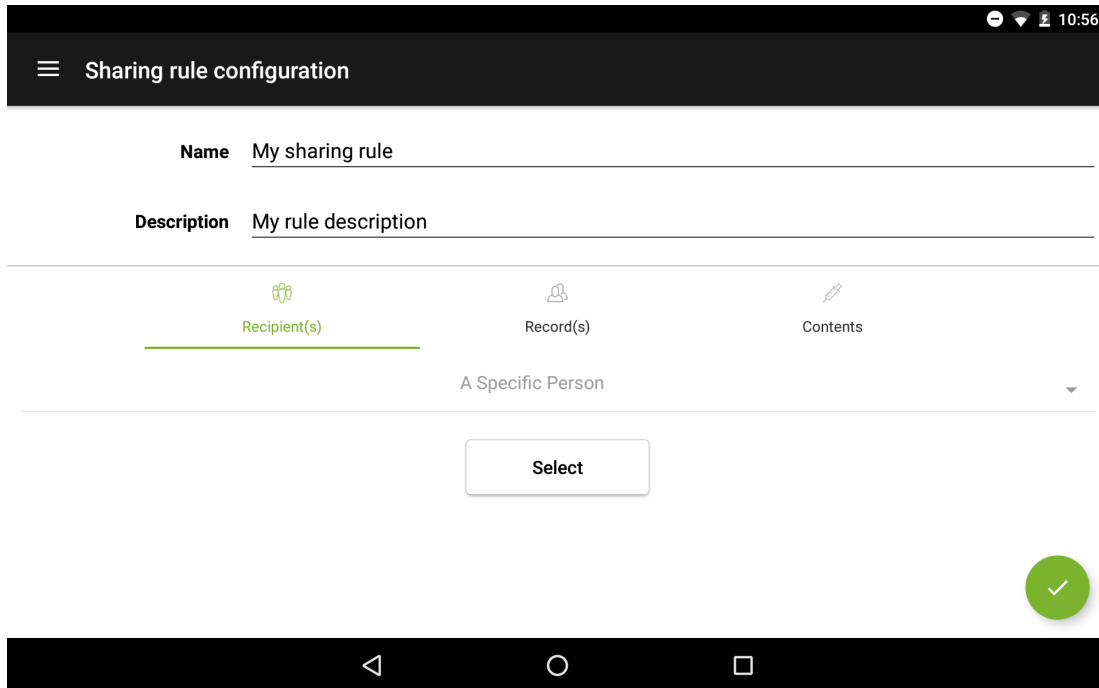 10:56
Sharing rule configuration
Name My sharing rule
Description My rule description
Recipient(s) Record(s) Contents
A Specific Person
Select